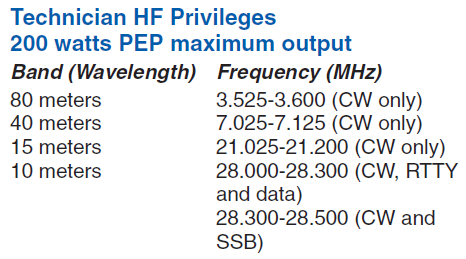 Technician HF Privileges
200 watts PEP maximum output
Band (Wavelength) Frequency (MHz)
80 meters 3.525-3.600 (CW only)
40 meters 7.025-7.125 (CW only)
15 meters 21.025-21.200 (CW only)
10 meters 28.000-28.300 (CW, RTTY
and data)
28.300-28.500 (CW and
SSB)